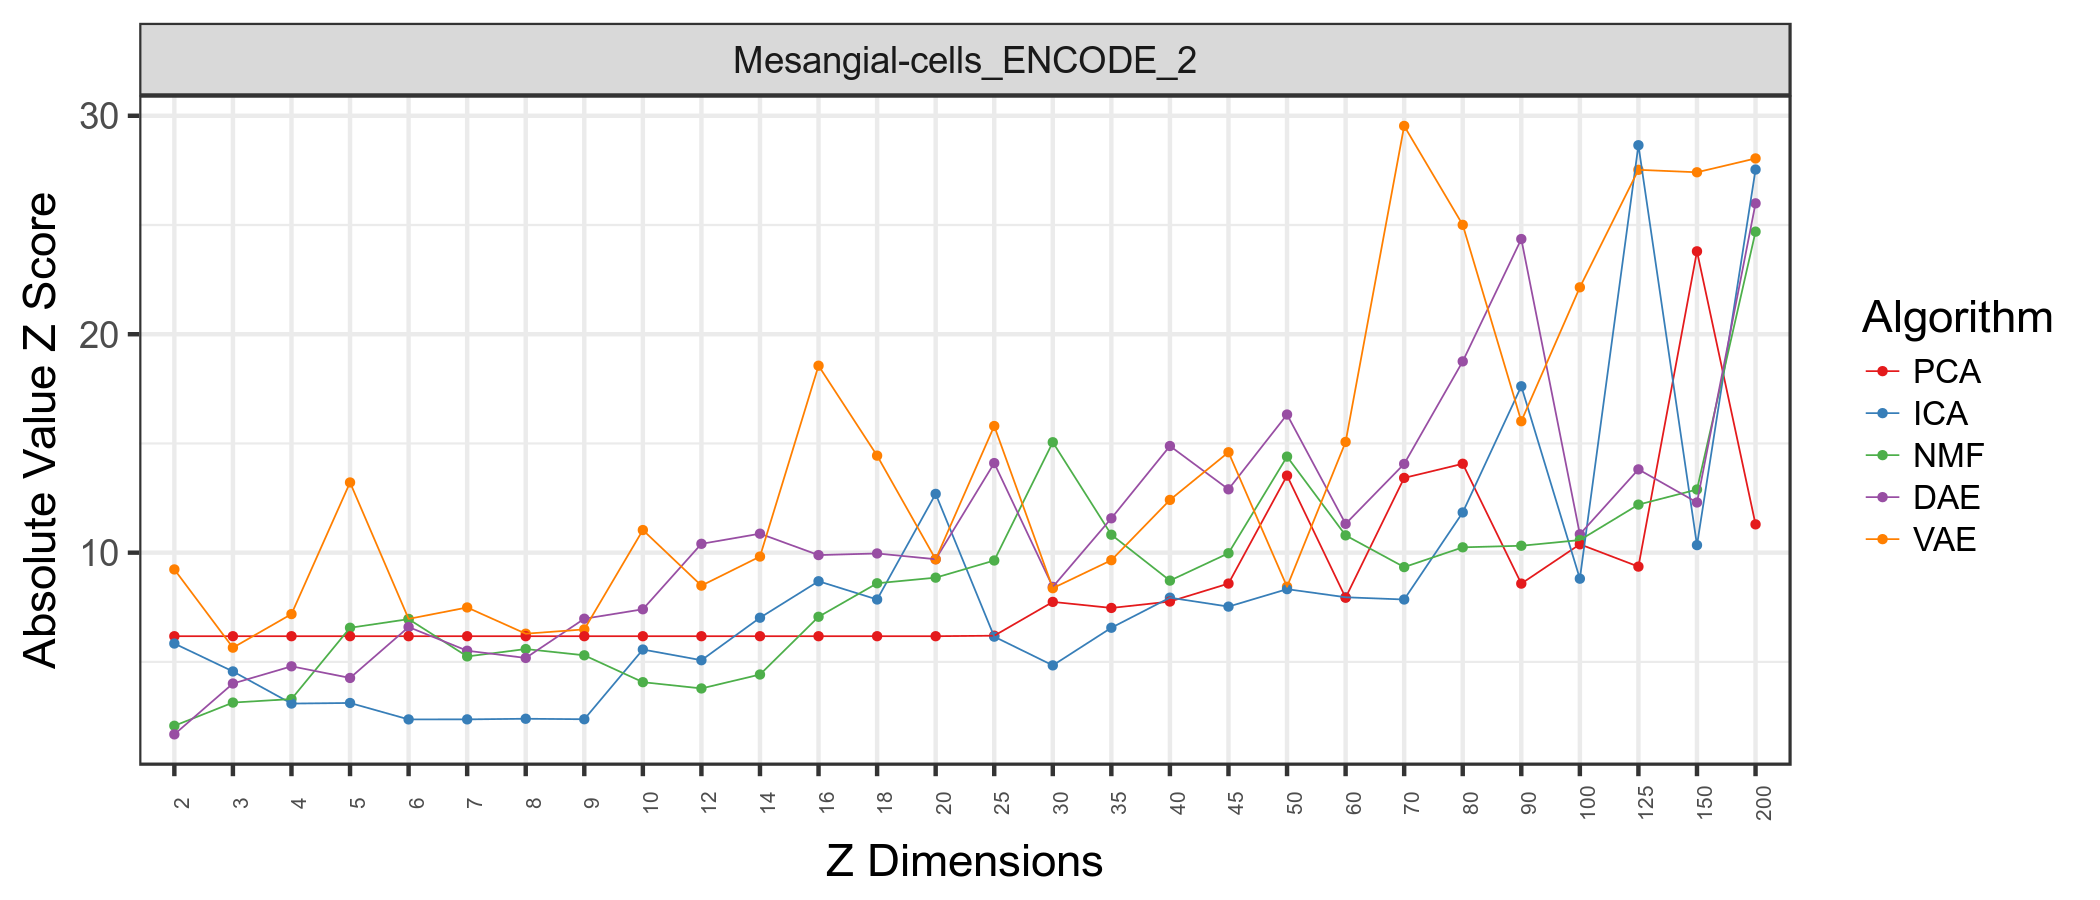 Mesangial-cells_ENCODE_2
30
20
10
Absolute Value Z Score
2 3 4 5 6 7 8 9 10 12 14 16 18 20 25 30 35 40 45 50 60 70 80 90 100 125 150 200
Z Dimensions
Algorithm
PCA
ICA
NMF
DAE
VAE